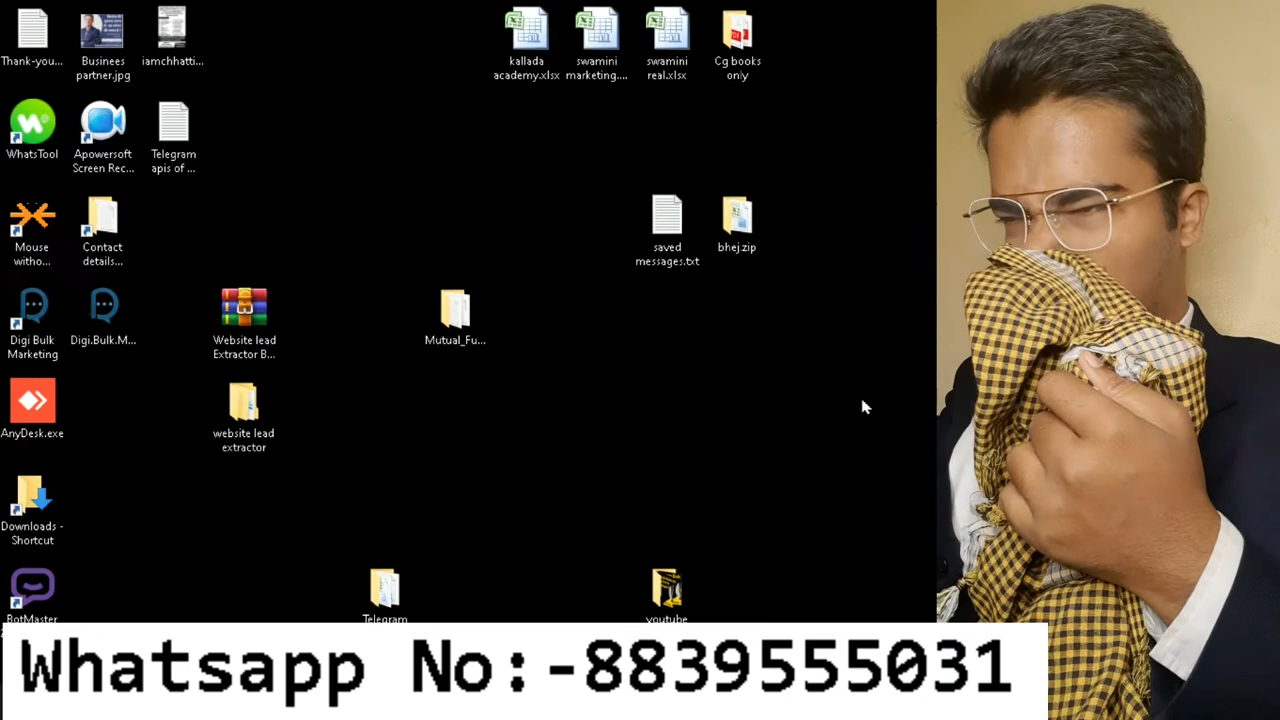 Thank-you...
Businees
partner.jpg
iamchhatti...
kallada
academy.xlsx
swamini
marketing....
swamini
real.xlsx
Cg books
only
WhatsTool
Apowersoft
Screen Rec...
Telegram
apis of ...
Mouse
witho...
Contact
details...
saved
messages.txt
bhej.zip
Digi Bulk
Marketing
Digi.Bulk.M...
Website lead
Extractor B...
Mutual_Fu...
AnyDesk.exe
website lead
extractor
Downloads -
Shortcut
BotMaster
Telegram
youtube
Whatsapp No:-8839555031